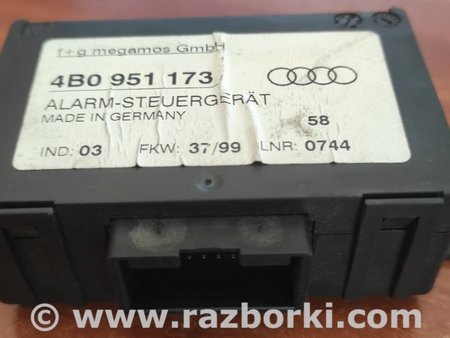 f+g megamos GmbH
4B0 951 173
ALARM-STEUERGERÄT
MADE IN GERMANY
58
IND: 03 FKW: 37/99 LNR: 0744
© www.razborki.com